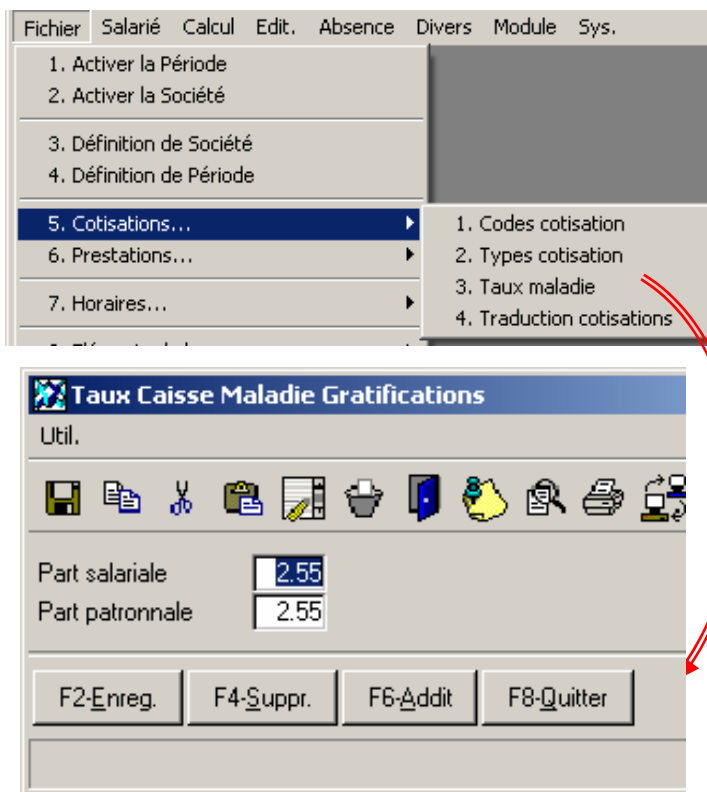 Fichier Salarié Calcul Edit. Absence Divers Module Sys.
1. Activer la Période
2. Activer la Société
3. Définition de Société
4. Définition de Période
5. Cotisations...
6. Prestations...
7. Horaires...
1. Codes cotisation
2. Types cotisation
3. Taux maladie
4. Traduction cotisations
Taux Caisse Maladie Gratifications
Util.
Part salariale 2.55
Part patronnale 2.55
F2-Enreg. F4-Suppr. F6-Addit F8-Quitter